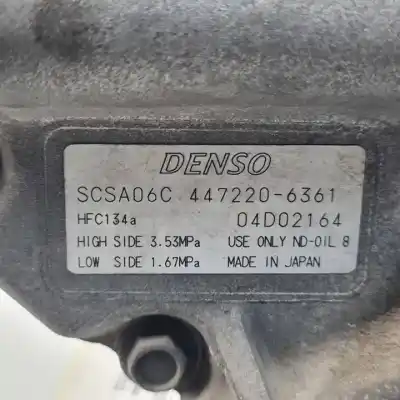 DENSO
SCSA06C 447220-6361
HFC134a 04D02164
HIGH SIDE 3.53MPa USE ONLY ND-OIL 8
LOW SIDE 1.67MPa MADE IN JAPAN